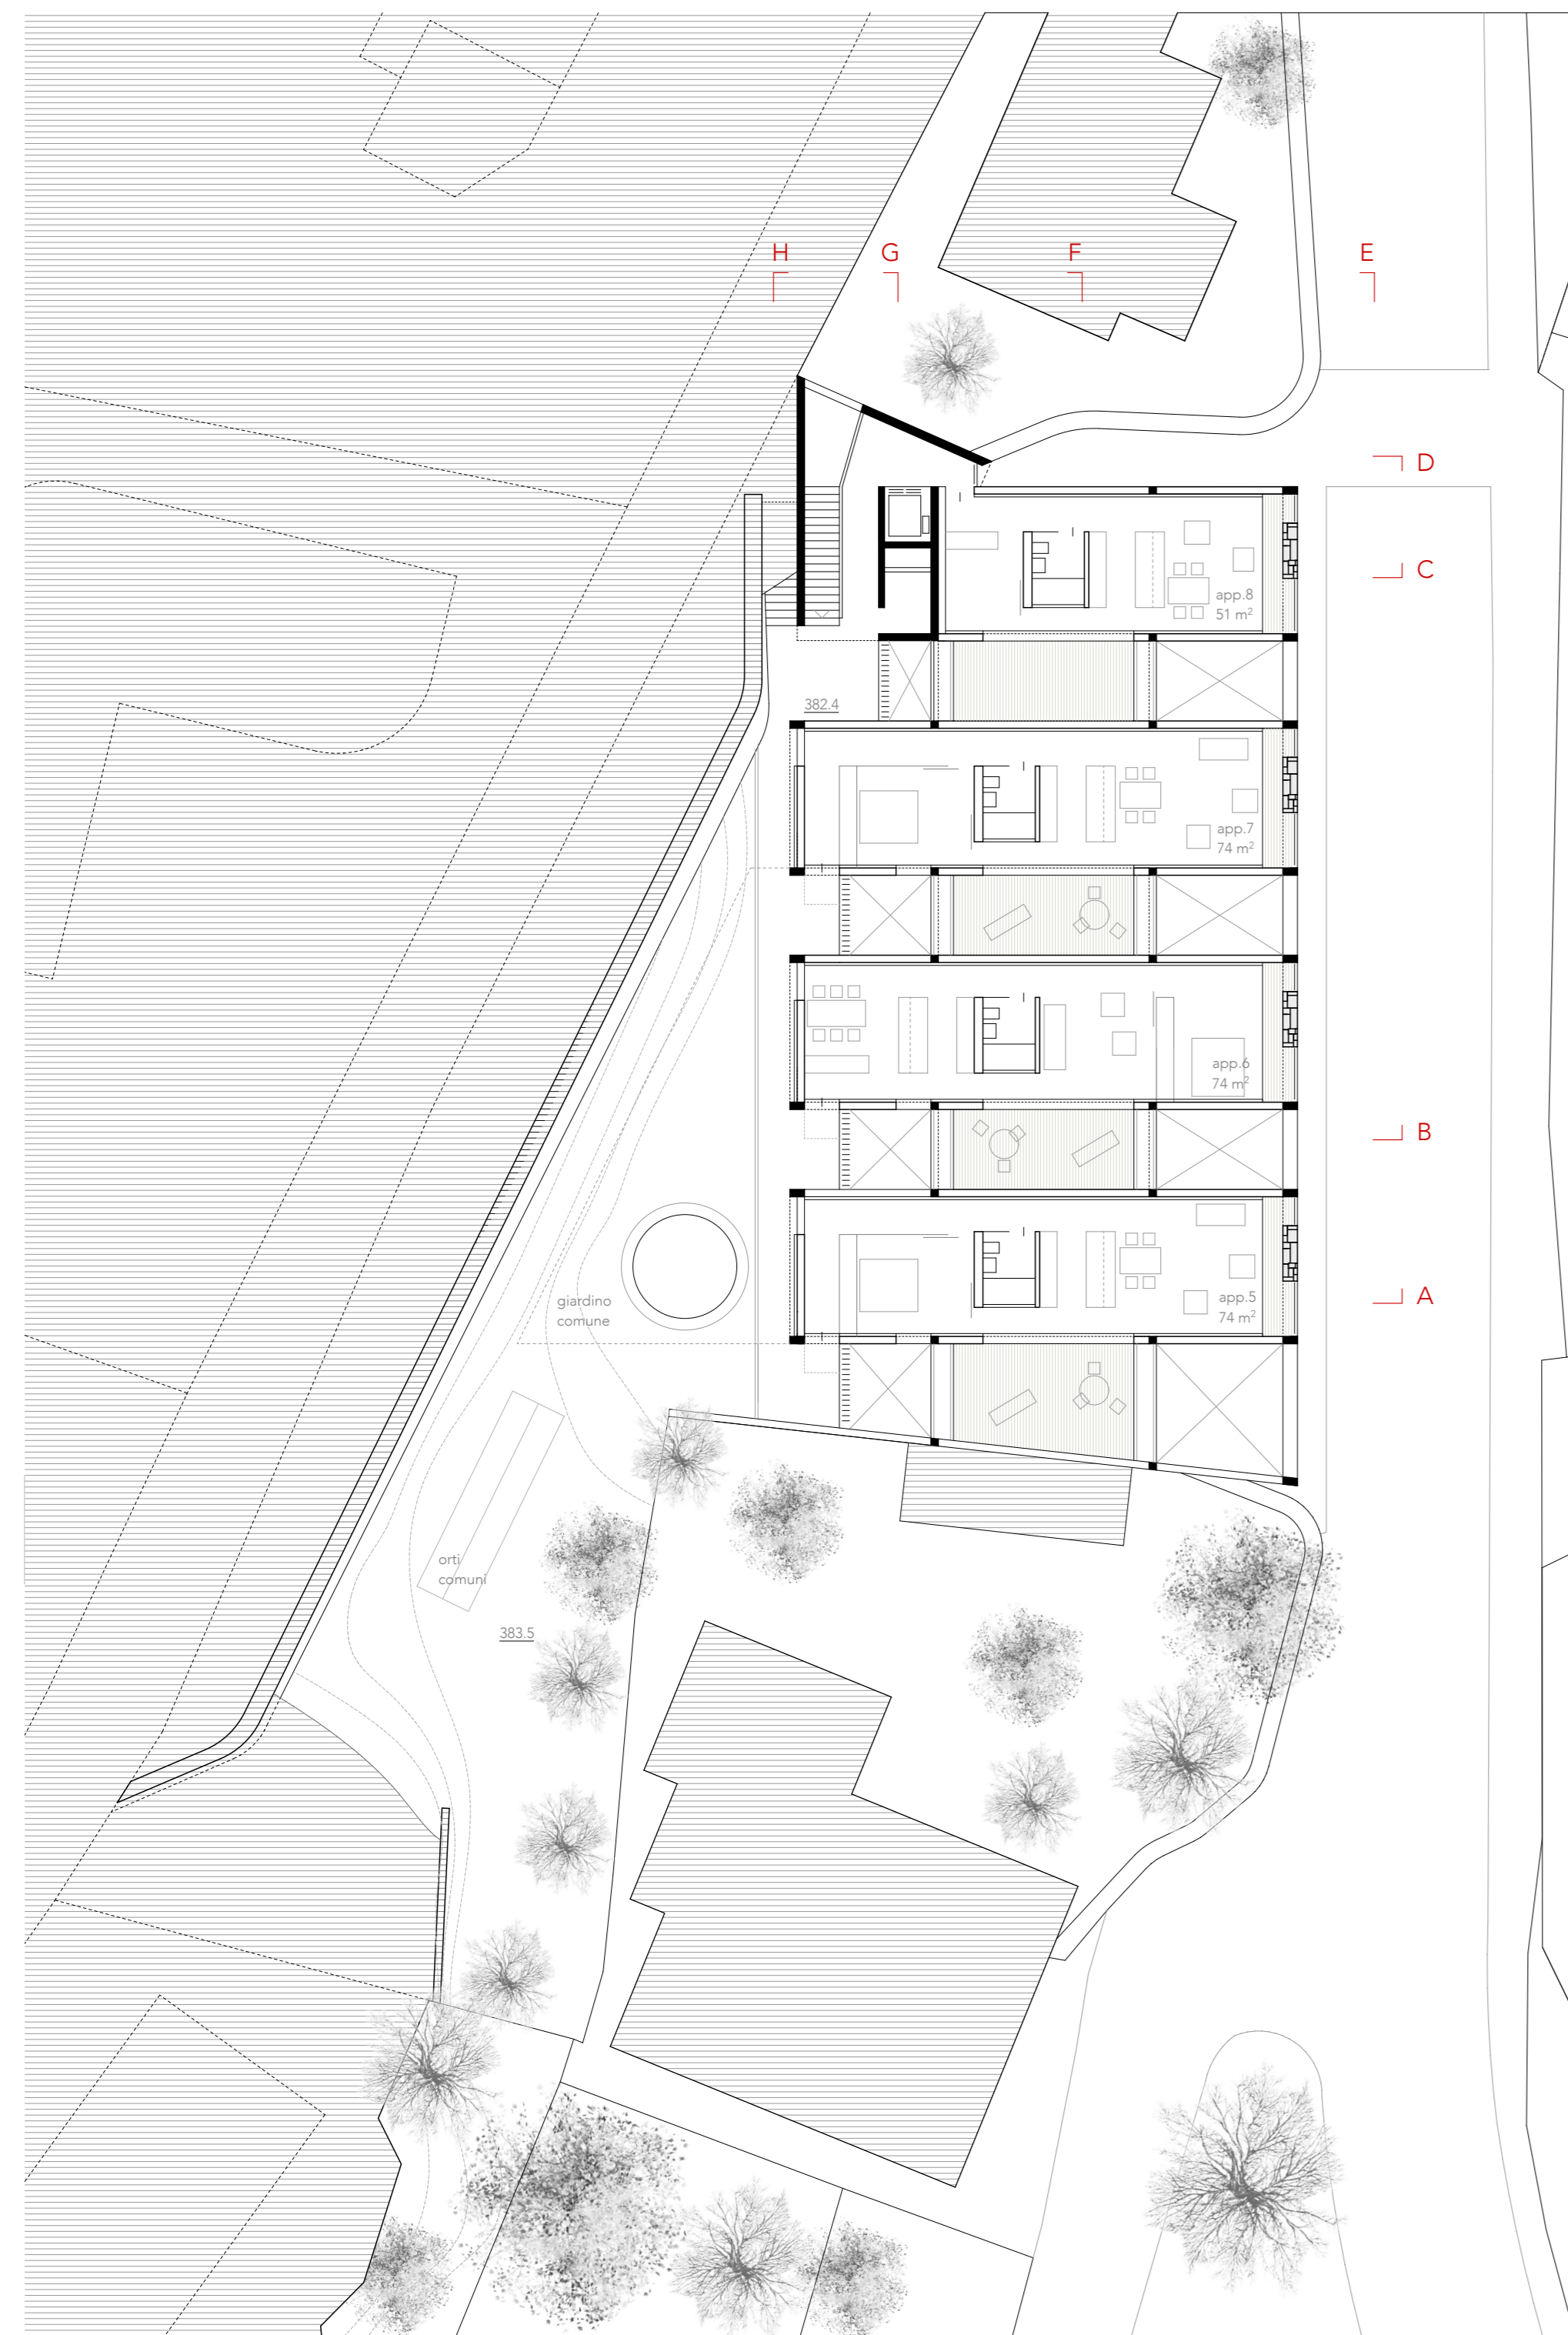 H
G
F
E
D
C
app.8
51 m²
382.4
app.7
74 m²
app.6
74 m²
B
giardino
comune
app.5
74 m²
A
orti
comuni
383.5